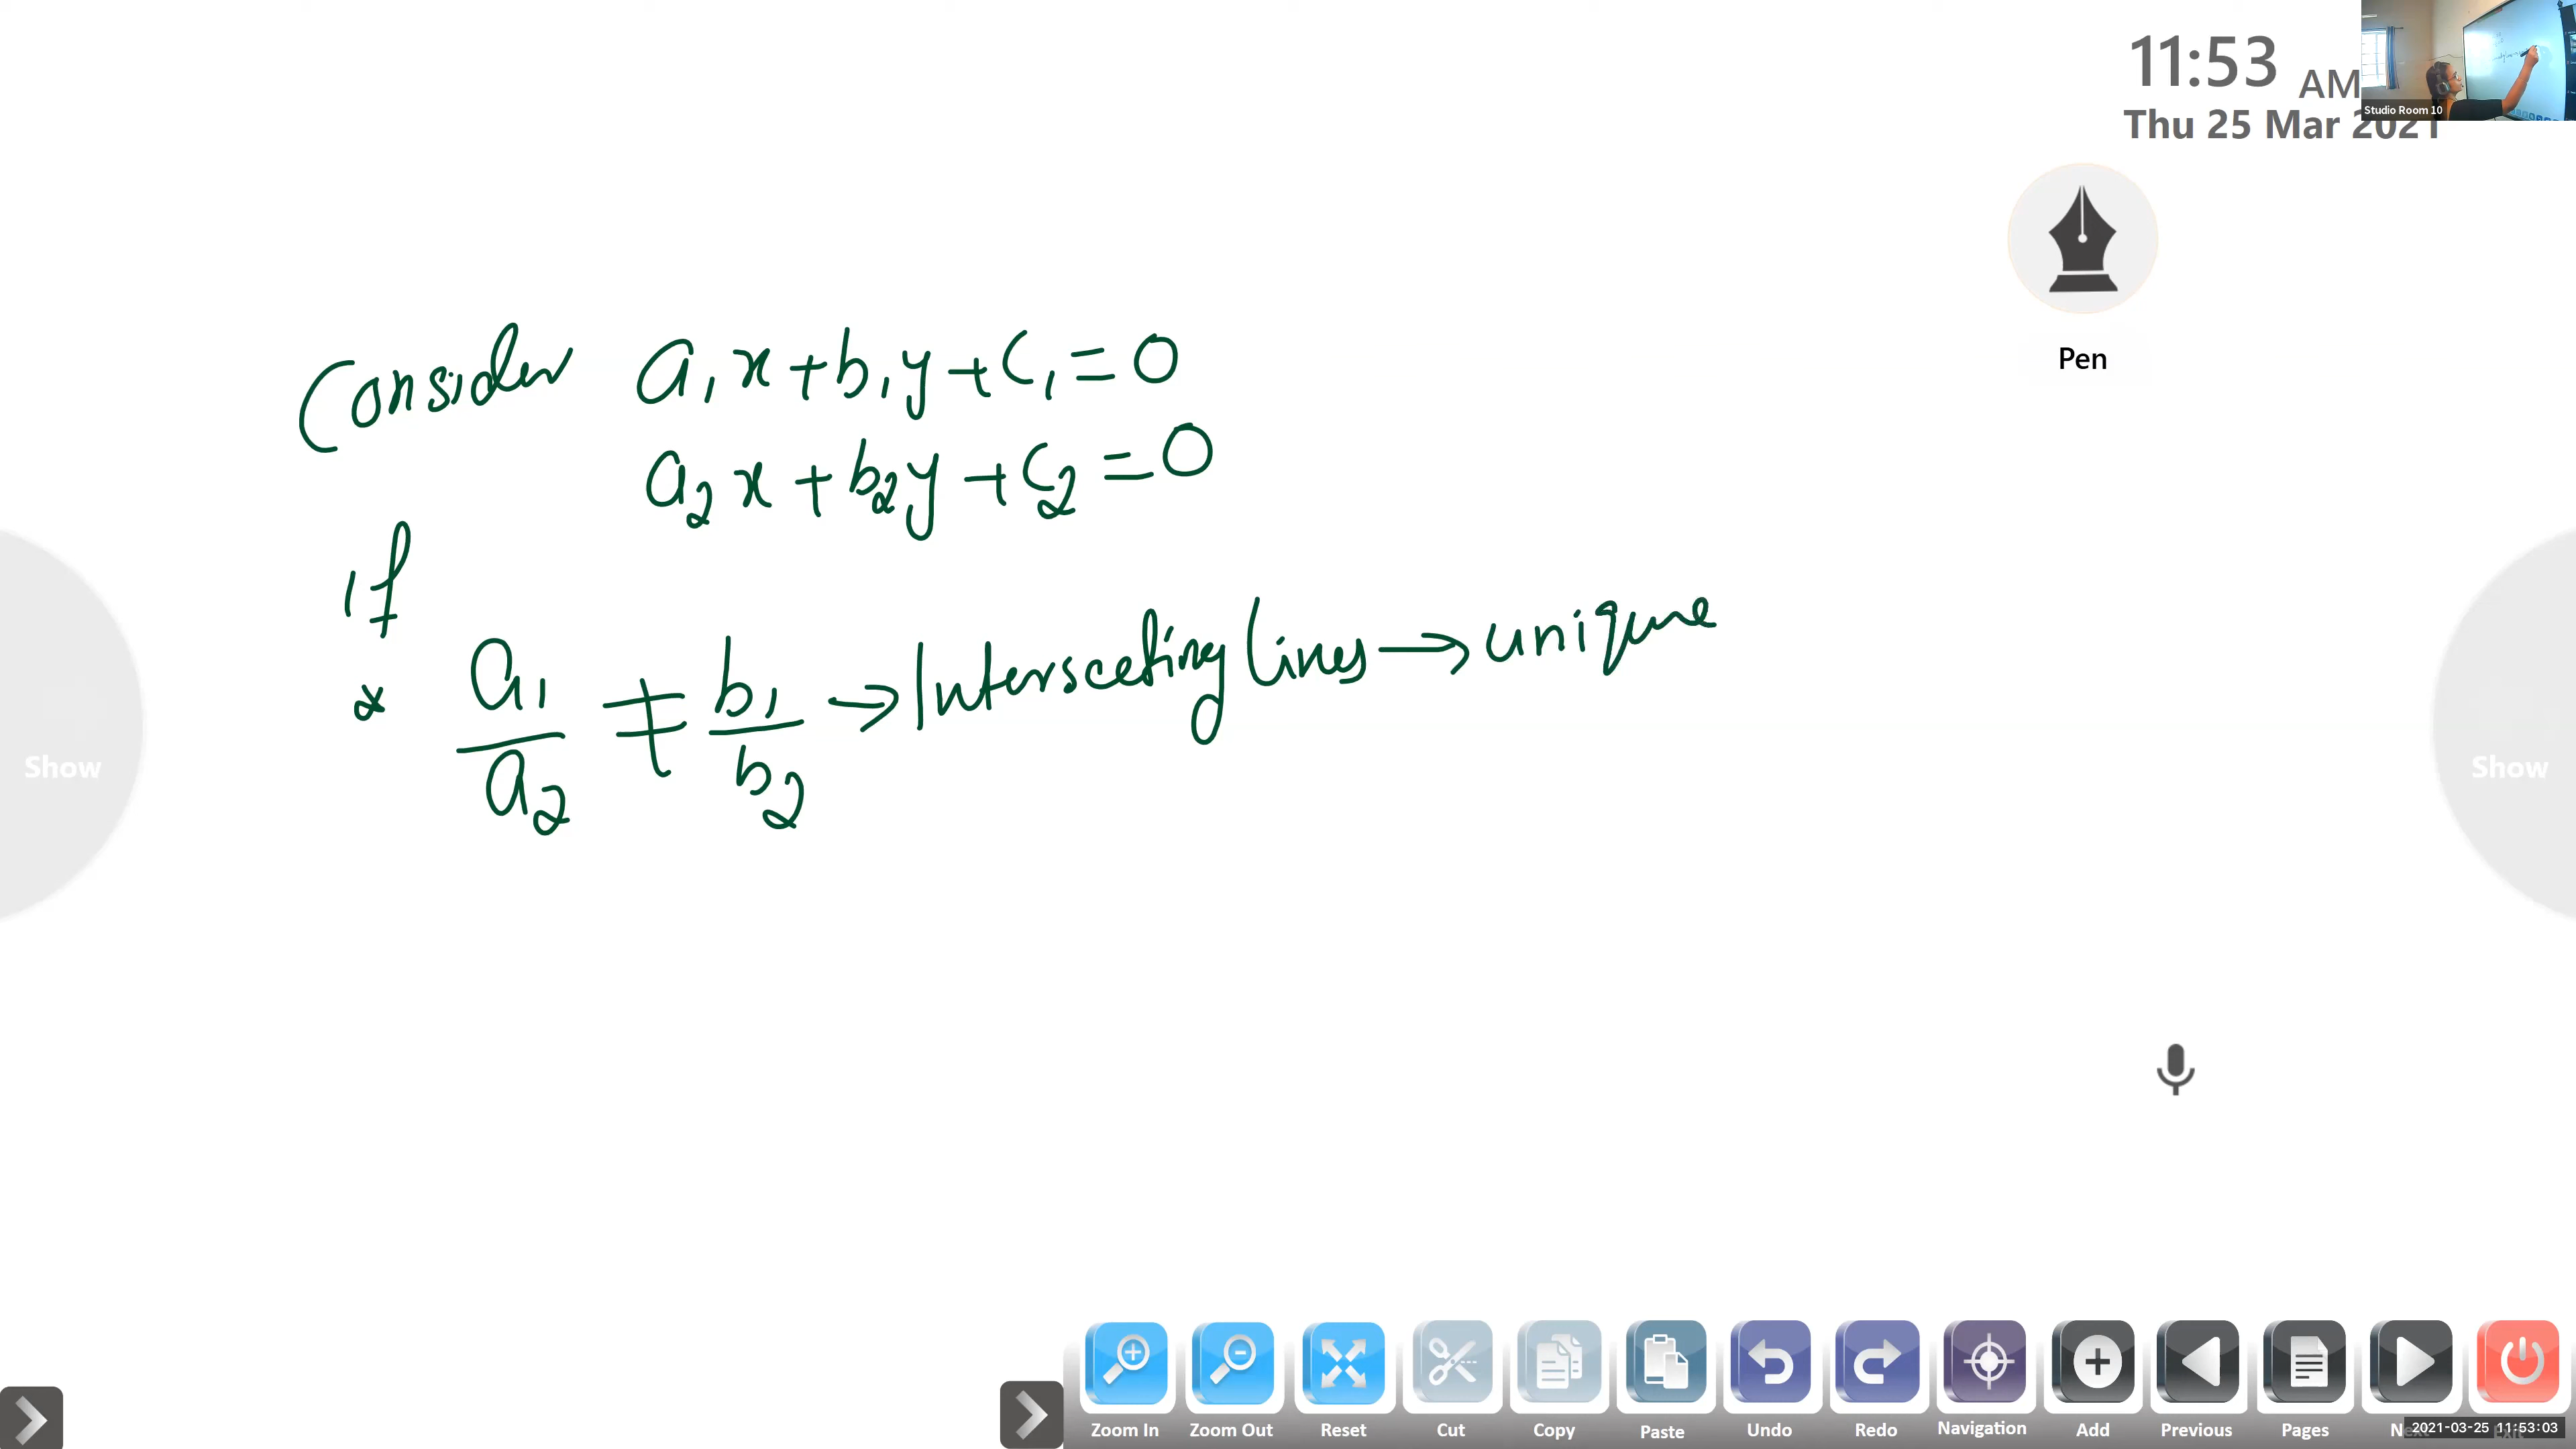 11:53 AM
Studio Room 10
Thu 25 Mar 2021
Pen
Consider a₁x+b₁y+c₁=0
a₂x+b₂y+c₂=0
if
* a₁/a₂ ≠ b₁/b₂ → Intersceting lines → unique
Show
Show
Zoom In Zoom Out Reset Cut Copy Paste Undo Redo Navigation Add Previous Pages
2021-03-25 11:53:03